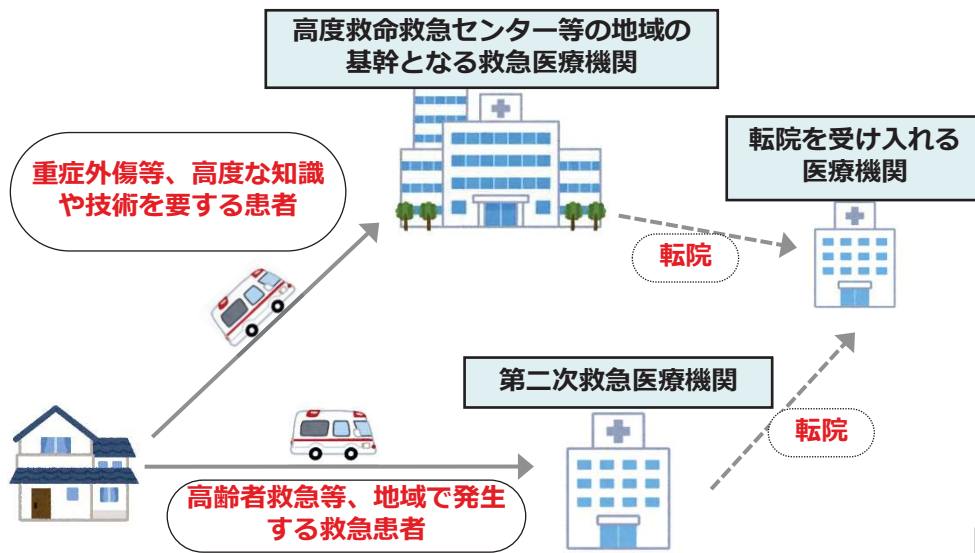 高度救命救急センター等の地域の
基幹となる救急医療機関
転院を受け入れる
医療機関
重症外傷等、高度な知識
や技術を要する患者
転院
第二次救急医療機関
転院
高齢者救急等、地域で発生
する救急患者